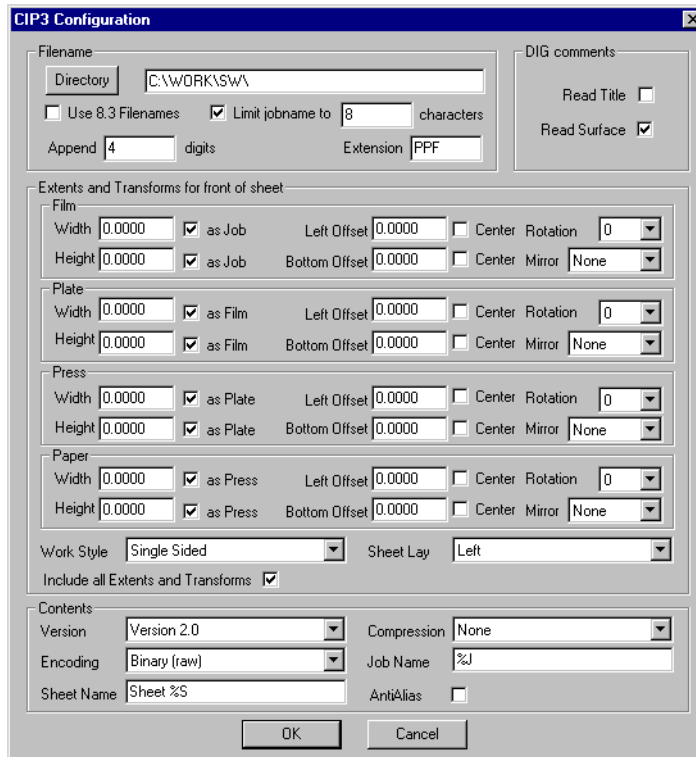 CIP3 Configuration
Filename
Directory C:\WORK\SW\
Use 8.3 Filenames Limit jobname to 8 characters
Append 4 digits Extension PPF
DIG comments
Read Title
Read Surface
Extents and Transforms for front of sheet
Film
Width 0.0000 as Job Left Offset 0.0000 Center Rotation 0
Height 0.0000 as Job Bottom Offset 0.0000 Center Mirror None
Plate
Width 0.0000 as Film Left Offset 0.0000 Center Rotation 0
Height 0.0000 as Film Bottom Offset 0.0000 Center Mirror None
Press
Width 0.0000 as Plate Left Offset 0.0000 Center Rotation 0
Height 0.0000 as Plate Bottom Offset 0.0000 Center Mirror None
Paper
Width 0.0000 as Press Left Offset 0.0000 Center Rotation 0
Height 0.0000 as Press Bottom Offset 0.0000 Center Mirror None
Work Style Single Sided Sheet Lay Left
Include all Extents and Transforms
Contents
Version Version 2.0 Compression None
Encoding Binary (raw) Job Name %J
Sheet Name Sheet %S AntiAlias
OK Cancel